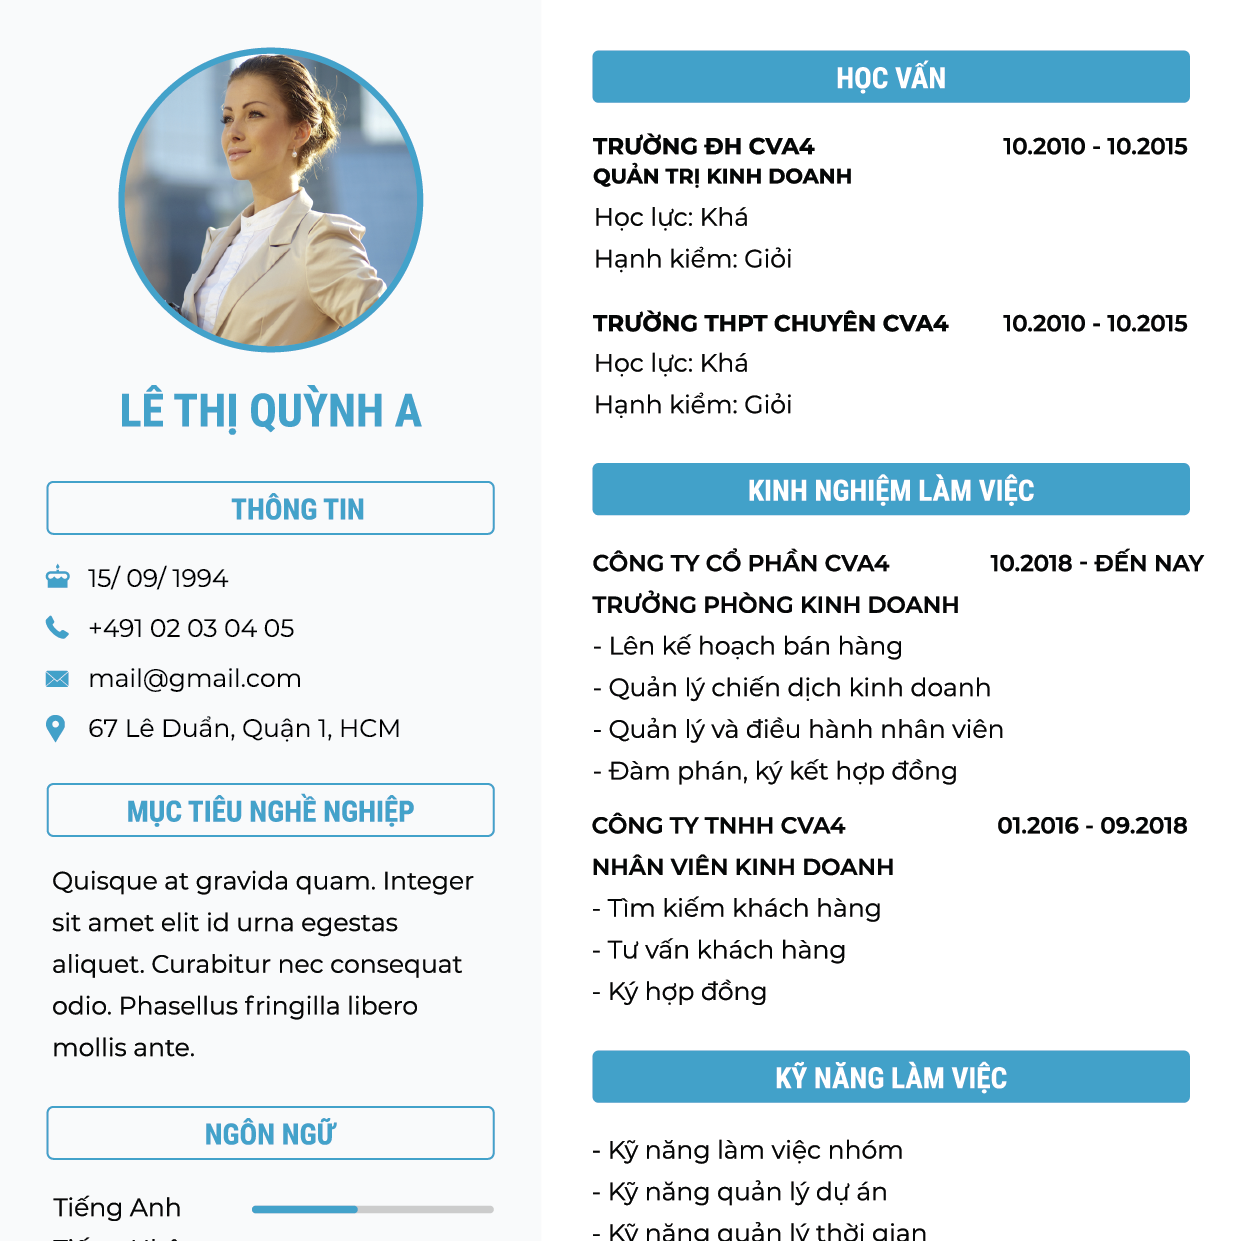 LÊ THỊ QUỲNH A
THÔNG TIN
15/ 09/ 1994
+491 02 03 04 05
mail@gmail.com
67 Lê Duẩn, Quận 1, HCM
MỤC TIÊU NGHỀ NGHIỆP
Quisque at gravida quam. Integer
sit amet elit id urna egestas
aliquet. Curabitur nec consequat
odio. Phasellus fringilla libero
mollis ante.
NGÔN NGỮ
Tiếng Anh
HỌC VẤN
TRƯỜNG ĐH CVA4 10.2010 - 10.2015
QUẢN TRỊ KINH DOANH
Học lực: Khá
Hạnh kiểm: Giỏi
TRƯỜNG THPT CHUYÊN CVA4 10.2010 - 10.2015
Học lực: Khá
Hạnh kiểm: Giỏi
KINH NGHIỆM LÀM VIỆC
CÔNG TY CỔ PHẦN CVA4 10.2018 - ĐẾN NAY
TRƯỞNG PHÒNG KINH DOANH
- Lên kế hoạch bán hàng
- Quản lý chiến dịch kinh doanh
- Quản lý và điều hành nhân viên
- Đàm phán, ký kết hợp đồng
CÔNG TY TNHH CVA4 01.2016 - 09.2018
NHÂN VIÊN KINH DOANH
- Tìm kiếm khách hàng
- Tư vấn khách hàng
- Ký hợp đồng
KỸ NĂNG LÀM VIỆC
- Kỹ năng làm việc nhóm
- Kỹ năng quản lý dự án
- Kỹ năng quản lý thời gian